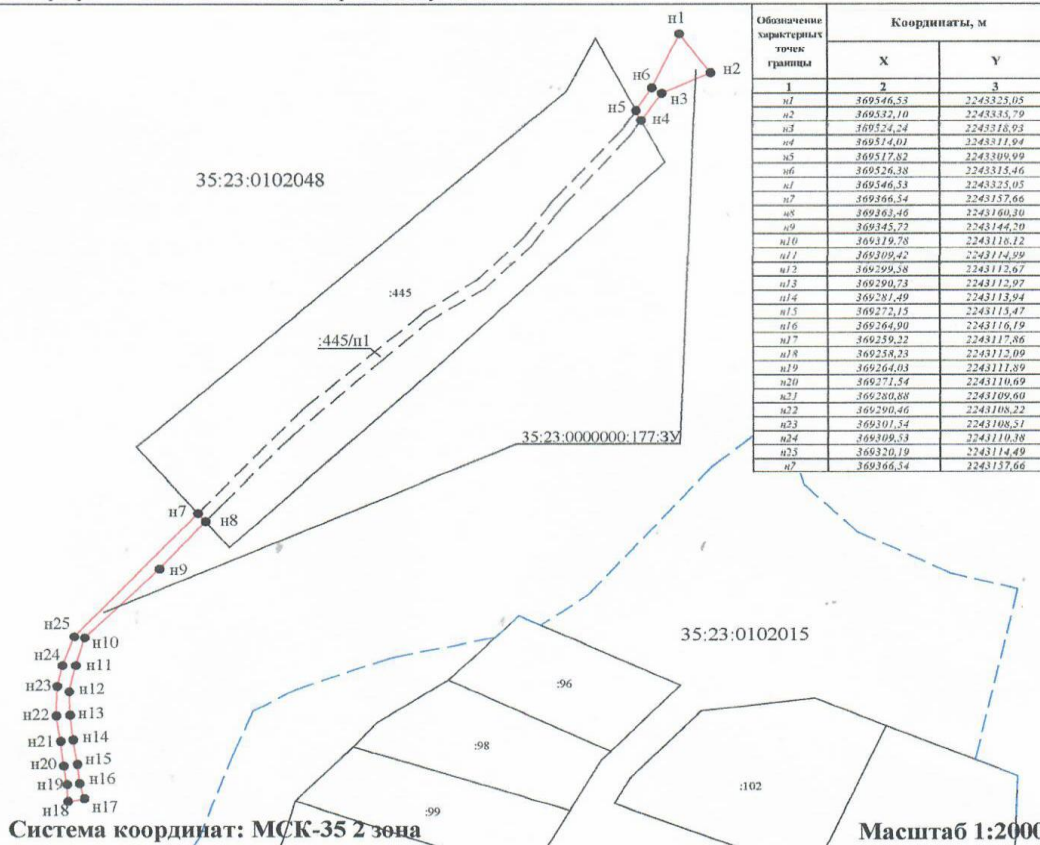 Обозначение характерных точек границы
Координаты, м
X
Y
1 2 3
н1 369546,53 2243325,05
н2 369532,10 2243335,79
н3 369524,24 2243318,93
н4 369514,01 2243311,94
н5 369517,82 2243309,99
н6 369526,38 2243315,46
н1 369546,53 2243325,05
н7 369366,54 2243157,66
н8 369363,46 2243160,30
н9 369345,72 2243144,20
н10 369319,78 2243118,12
н11 369309,42 2243114,99
н12 369299,58 2243112,67
н13 369290,73 2243112,97
н14 369281,49 2243113,94
н15 369272,15 2243115,47
н16 369264,90 2243116,19
н17 369259,22 2243117,86
н18 369258,23 2243112,09
н19 369264,03 2243111,89
н20 369271,54 2243110,69
н21 369280,88 2243109,60
н22 369290,46 2243108,22
н23 369301,54 2243108,51
н24 369309,53 2243110,38
н25 369320,19 2243114,49
н7 369366,54 2243157,66
н1
н2
н6
н3
н5
н4
35:23:0102048
:445
:445/п1
35:23:0000000:177:ЗУ
н7
н8
н9
н25
н10
н24
н11
н23
н12
н22
н13
н21
н14
н20
н15
н19
н16
н18
н17
35:23:0102015
:96
:98
:102
:99
Система координат: МСК-35 2 зона
Масштаб 1:2000